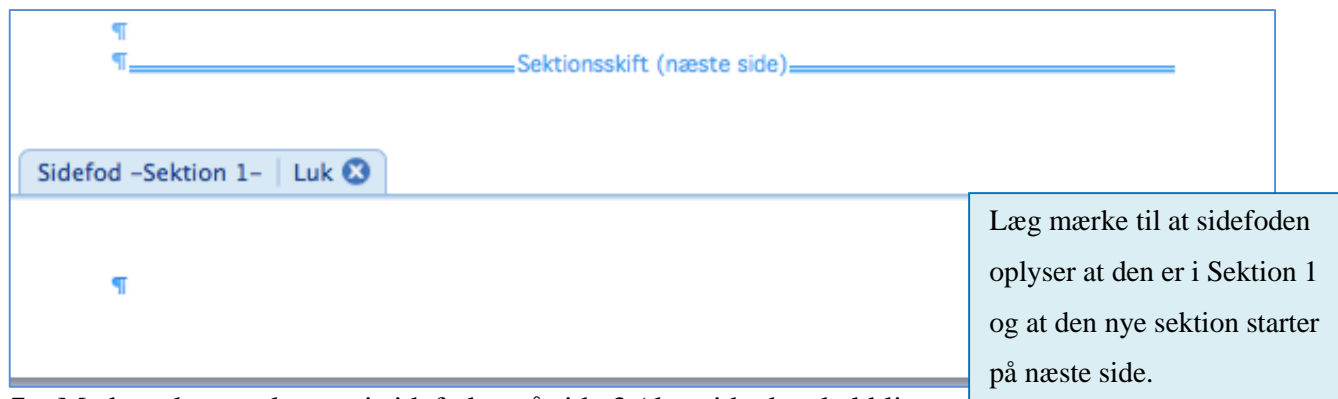 ¶
¶ Sektionsskift (næste side)
Sidefod –Sektion 1– Luk
Læg mærke til at sidefoden
oplyser at den er i Sektion 1
og at den nye sektion starter
på næste side.
¶